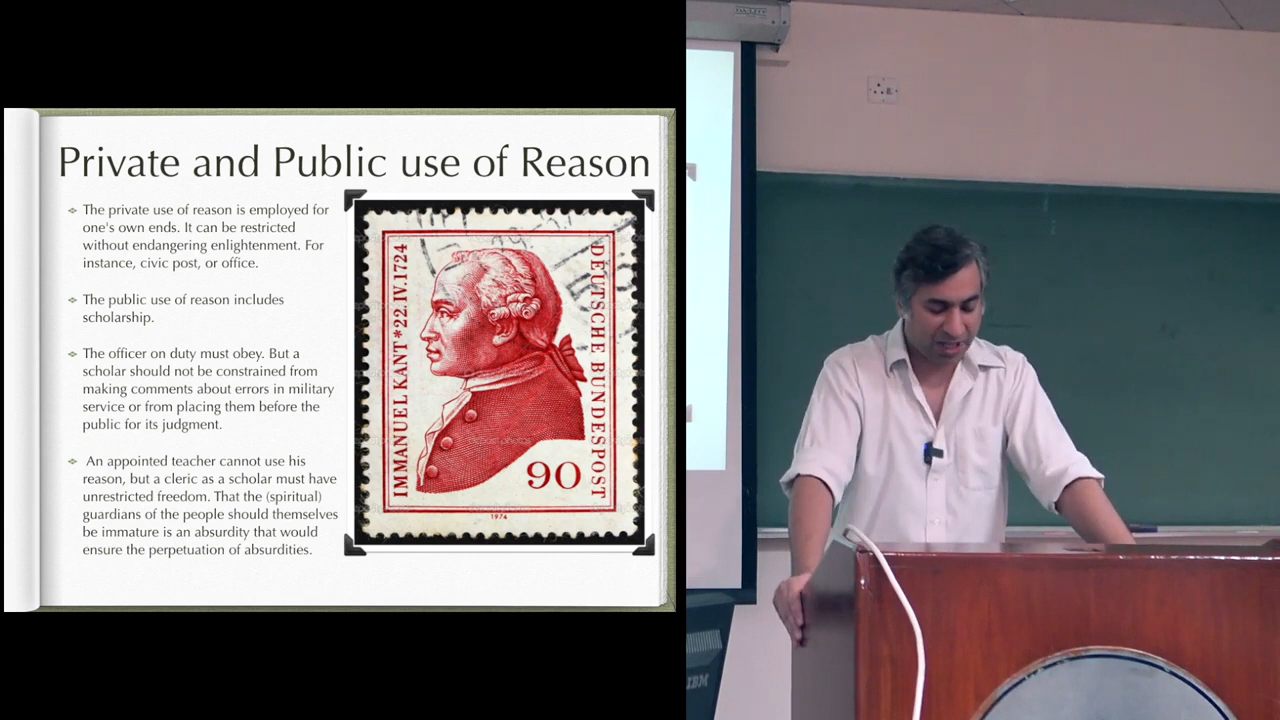 Private and Public use of Reason
The private use of reason is employed for
one's own ends. It can be restricted
without endangering enlightenment. For
instance, civic post, or office.
The public use of reason includes
scholarship.
The officer on duty must obey. But a
scholar should not be constrained from
making comments about errors in military
service or from placing them before the
public for its judgment.
An appointed teacher cannot use his
reason, but a cleric as a scholar must have
unrestricted freedom. That the (spiritual)
guardians of the people should themselves
be immature is an absurdity that would
ensure the perpetuation of absurdities.
IMMANUEL KANT*22.IV.1724
DEUTSCHE BUNDESPOST
90
1974
IBM